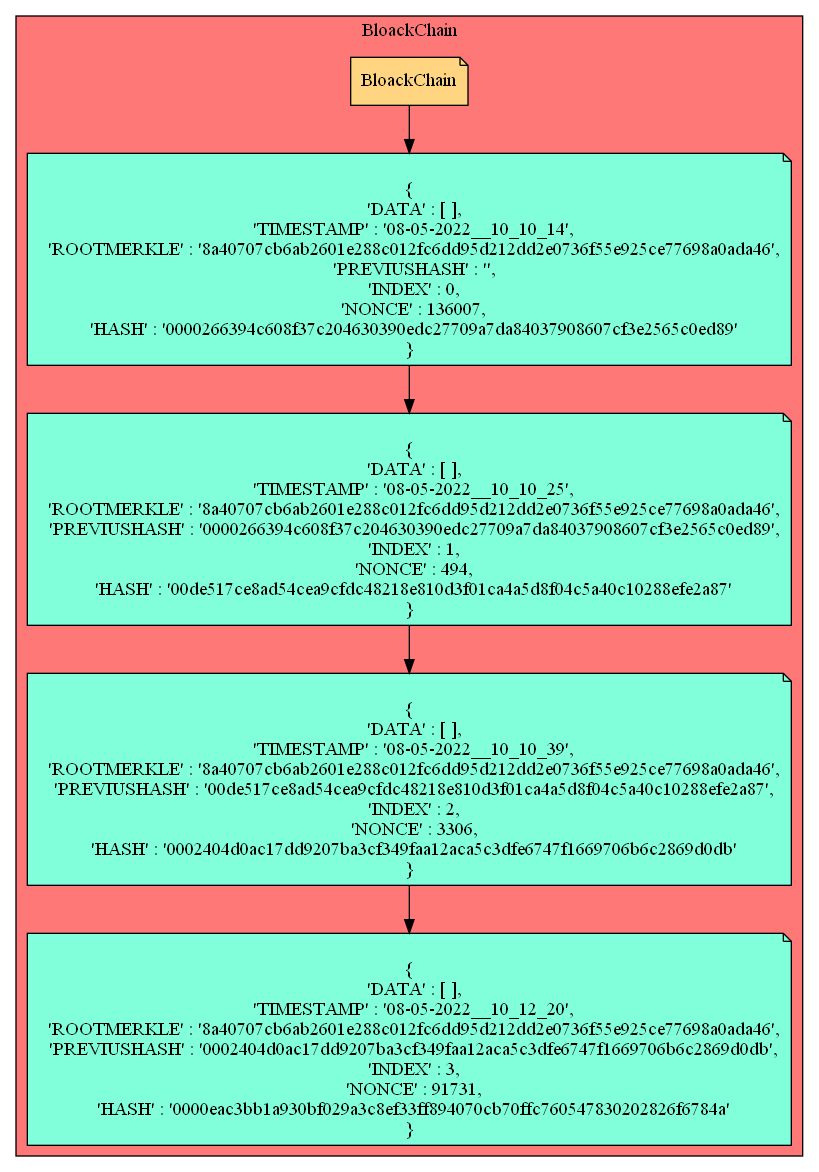 BloackChain
BloackChain
{
'DATA' : [ ],
'TIMESTAMP' : '08-05-2022__10_10_14',
'ROOTMERKLE' : '8a40707cb6ab2601e288c012fc6dd95d212dd2e0736f55e925ce77698a0ada46',
'PREVIUSHASH' : '',
'INDEX' : 0,
'NONCE' : 136007,
'HASH' : '0000266394c608f37c204630390edc27709a7da84037908607cf3e2565c0ed89'
}
{
'DATA' : [ ],
'TIMESTAMP' : '08-05-2022__10_10_25',
'ROOTMERKLE' : '8a40707cb6ab2601e288c012fc6dd95d212dd2e0736f55e925ce77698a0ada46',
'PREVIUSHASH' : '0000266394c608f37c204630390edc27709a7da84037908607cf3e2565c0ed89',
'INDEX' : 1,
'NONCE' : 494,
'HASH' : '00de517ce8ad54cea9cfdc48218e810d3f01ca4a5d8f04c5a40c10288efe2a87'
}
{
'DATA' : [ ],
'TIMESTAMP' : '08-05-2022__10_10_39',
'ROOTMERKLE' : '8a40707cb6ab2601e288c012fc6dd95d212dd2e0736f55e925ce77698a0ada46',
'PREVIUSHASH' : '00de517ce8ad54cea9cfdc48218e810d3f01ca4a5d8f04c5a40c10288efe2a87',
'INDEX' : 2,
'NONCE' : 3306,
'HASH' : '0002404d0ac17dd9207ba3cf349faa12aca5c3dfe6747f1669706b6c2869d0db'
}
{
'DATA' : [ ],
'TIMESTAMP' : '08-05-2022__10_12_20',
'ROOTMERKLE' : '8a40707cb6ab2601e288c012fc6dd95d212dd2e0736f55e925ce77698a0ada46',
'PREVIUSHASH' : '0002404d0ac17dd9207ba3cf349faa12aca5c3dfe6747f1669706b6c2869d0db',
'INDEX' : 3,
'NONCE' : 91731,
'HASH' : '0000eac3bb1a930bf029a3c8ef33ff894070cb70ffc760547830202826f6784a'
}